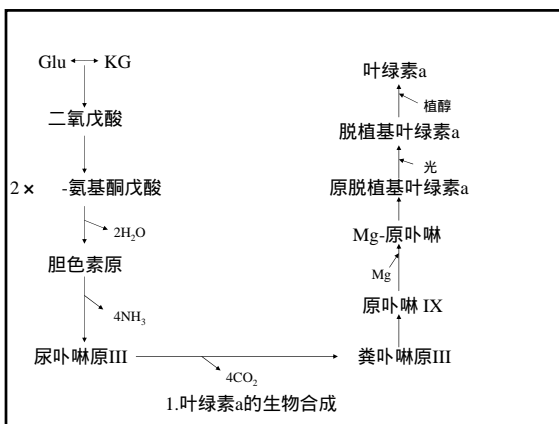 Glu KG
二氧戊酸
2 × -氨基酮戊酸
2H₂O
胆色素原
4NH₃
尿卟啉原III
4CO₂
粪卟啉原III
原卟啉 IX
Mg
Mg-原卟啉
原脱植基叶绿素a
光
脱植基叶绿素a
植醇
叶绿素a
1.叶绿素a的生物合成